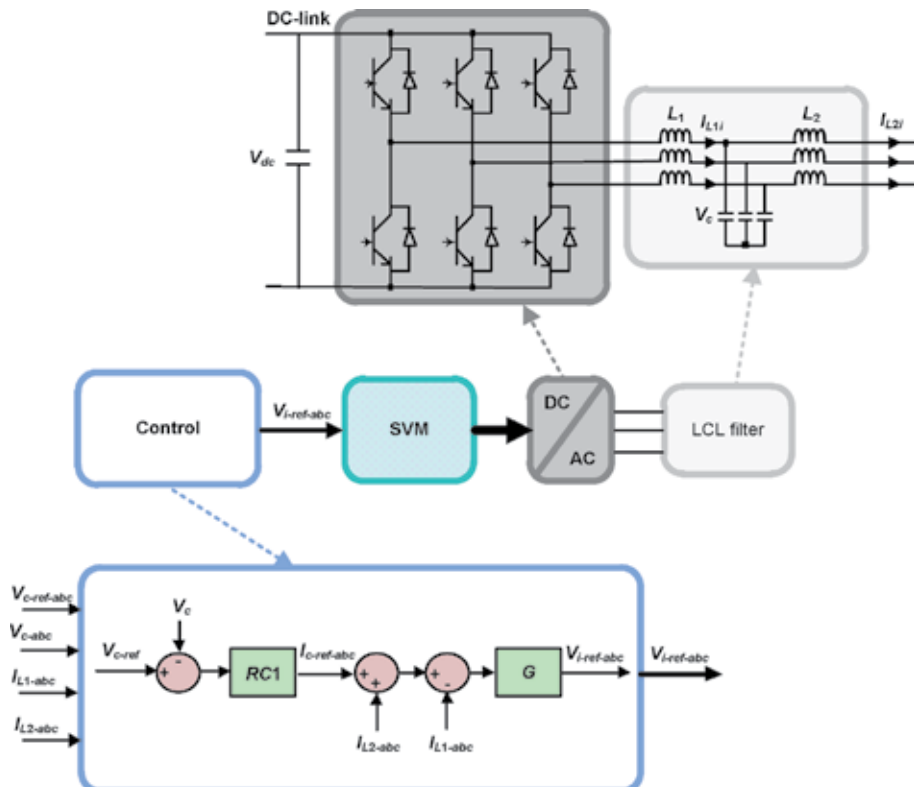 DC-link
L1
IL1i
L2
IL2i
Vdc
Vc
Control
Vi-ref-abc
SVM
DC
AC
LCL filter
Vc-ref-abc
Vc-abc
IL1-abc
IL2-abc
Vc
Vc-ref
+
-
RC1
Ic-ref-abc
+
+
+
-
G
Vi-ref-abc
Vi-ref-abc
IL2-abc
IL1-abc